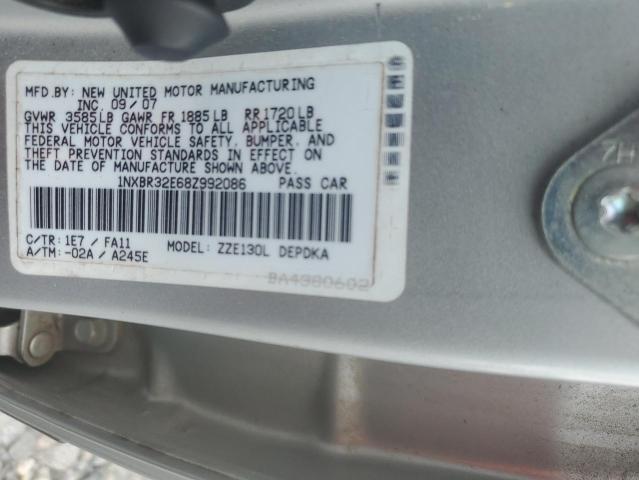 MFD. BY: NEW UNITED MOTOR MANUFACTURING
INC. 09 / 07
GVWR 3585LB GAWR FR 1885LB RR 1720LB
THIS VEHICLE CONFORMS TO ALL APPLICABLE
FEDERAL MOTOR VEHICLE SAFETY, BUMPER, AND
THEFT PREVENTION STANDARDS IN EFFECT ON
THE DATE OF MANUFACTURE SHOWN ABOVE.
1NXBR32E68Z992086 PASS CAR
C/TR: 1E7 / FA11
A/TM: -02A / A245E
MODEL: ZZE130L DEPDKA
BA4380602
7H